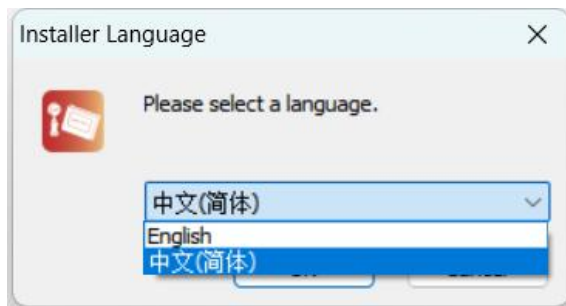 Installer Language
Please select a language.
中文(简体)
English
中文(简体)